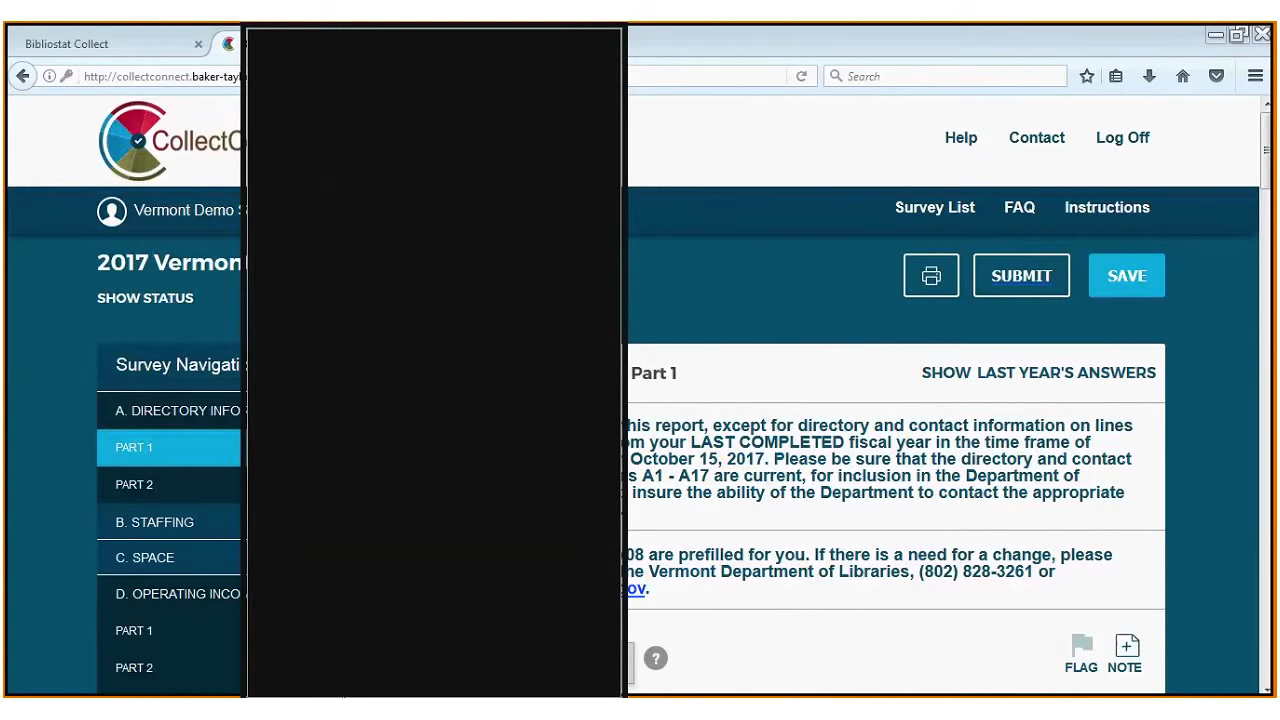 Bibliostat Collect
http://collectconnect.baker-tayl
Search
CollectC
Help Contact Log Off
Vermont Demo
Survey List FAQ Instructions
2017 Vermon
SUBMIT SAVE
SHOW STATUS
Survey Navigati
Part 1 SHOW LAST YEAR'S ANSWERS
A. DIRECTORY INFO
PART 1
PART 2
B. STAFFING
C. SPACE
D. OPERATING INCO
PART 1
PART 2
his report, except for directory and contact information on lines
om your LAST COMPLETED fiscal year in the time frame of
October 15, 2017. Please be sure that the directory and contact
s A1 - A17 are current, for inclusion in the Department of
insure the ability of the Department to contact the appropriate
08 are prefilled for you. If there is a need for a change, please
he Vermont Department of Libraries, (802) 828-3261 or
ov.
?
FLAG NOTE